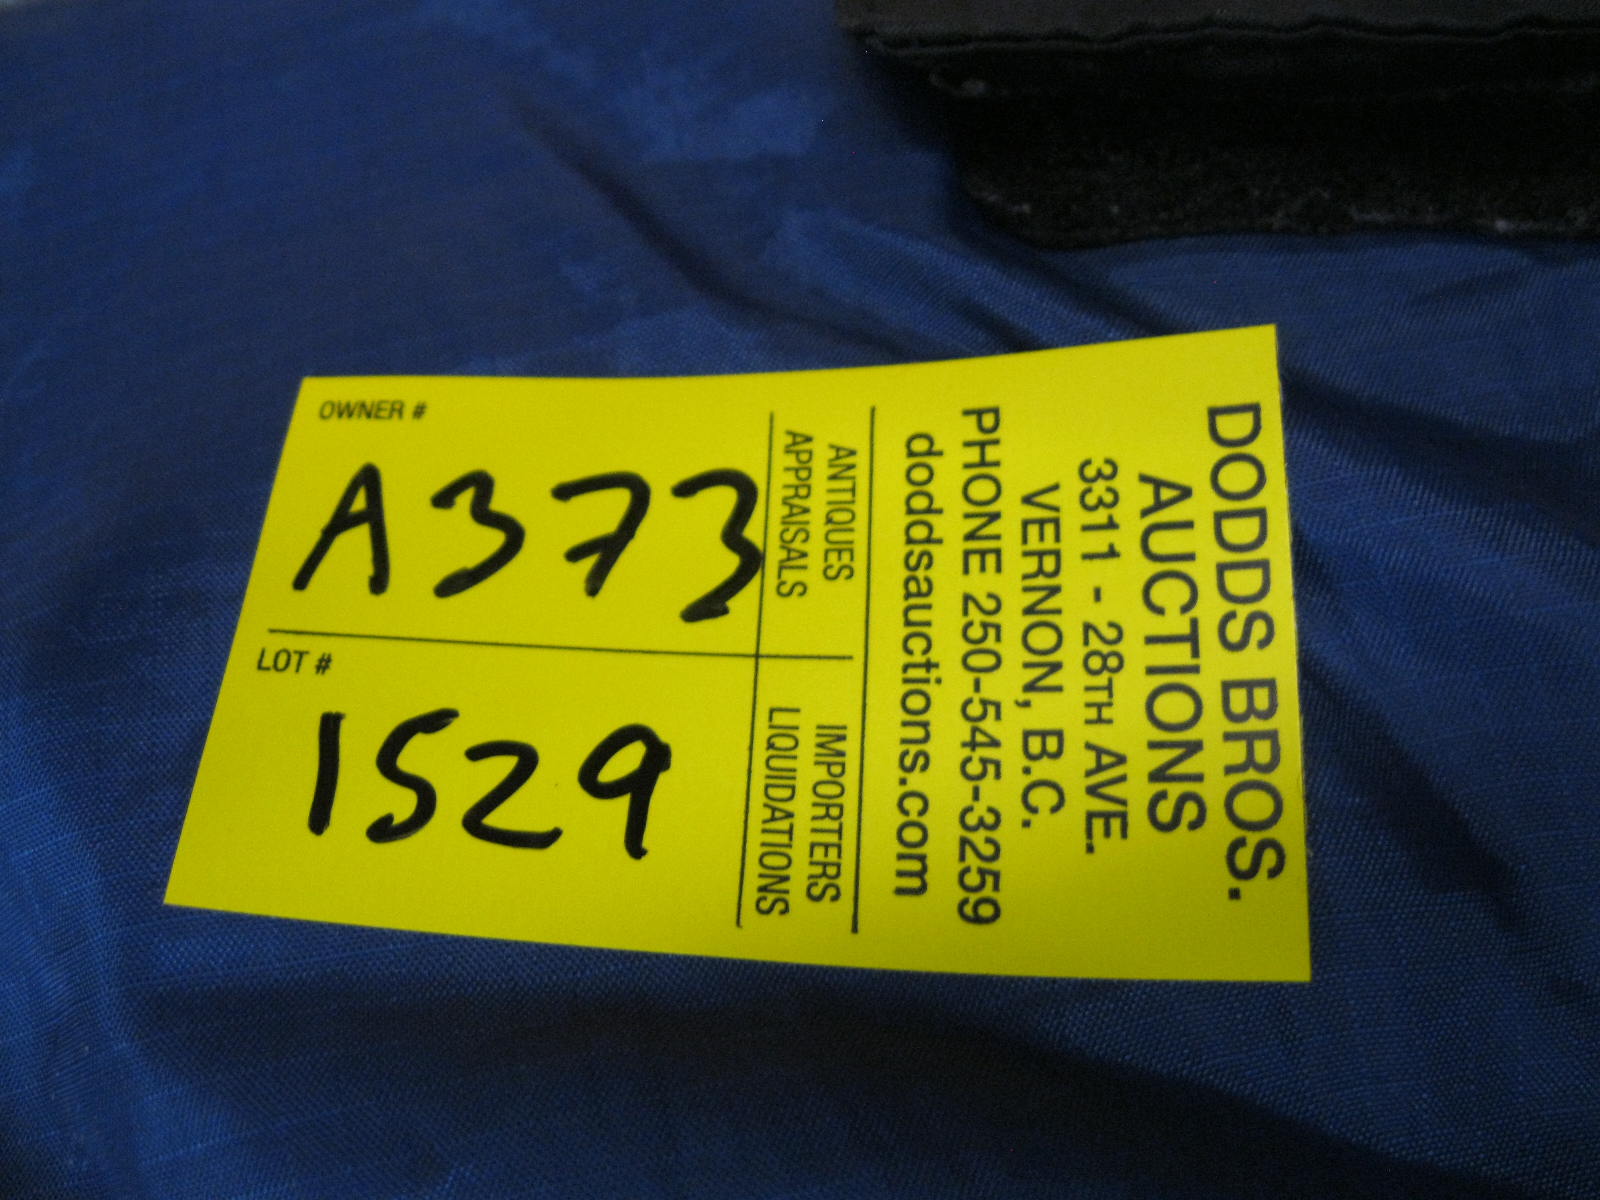 OWNER #
A373
LOT #
1529
DODDS BROS.
AUCTIONS
3311 - 28TH AVE.
VERNON, B.C.
PHONE 250-545-3259
doddsauctions.com
ANTIQUES
APPRAISALS
IMPORTERS
LIQUIDATIONS